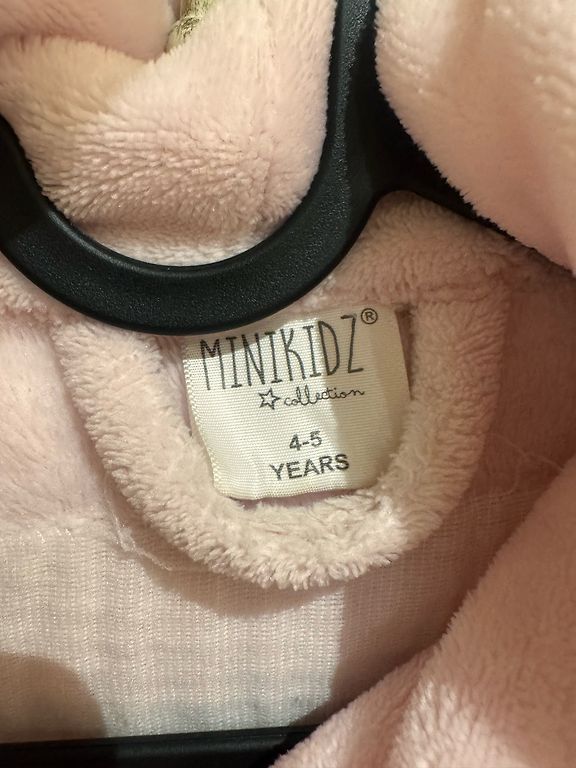 MINIKIDZ®
☆ collection
4-5
YEARS